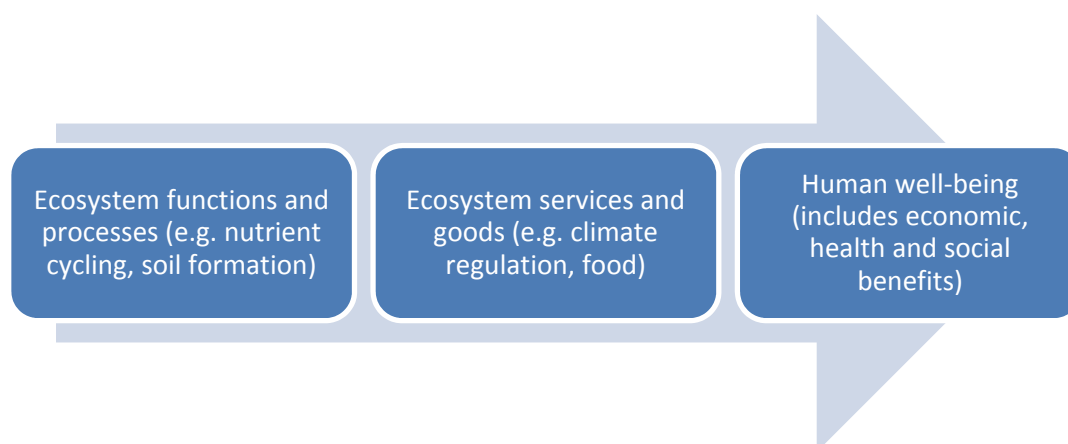 Ecosystem functions and
processes (e.g. nutrient
cycling, soil formation)
Ecosystem services and
goods (e.g. climate
regulation, food)
Human well-being
(includes economic,
health and social
benefits)